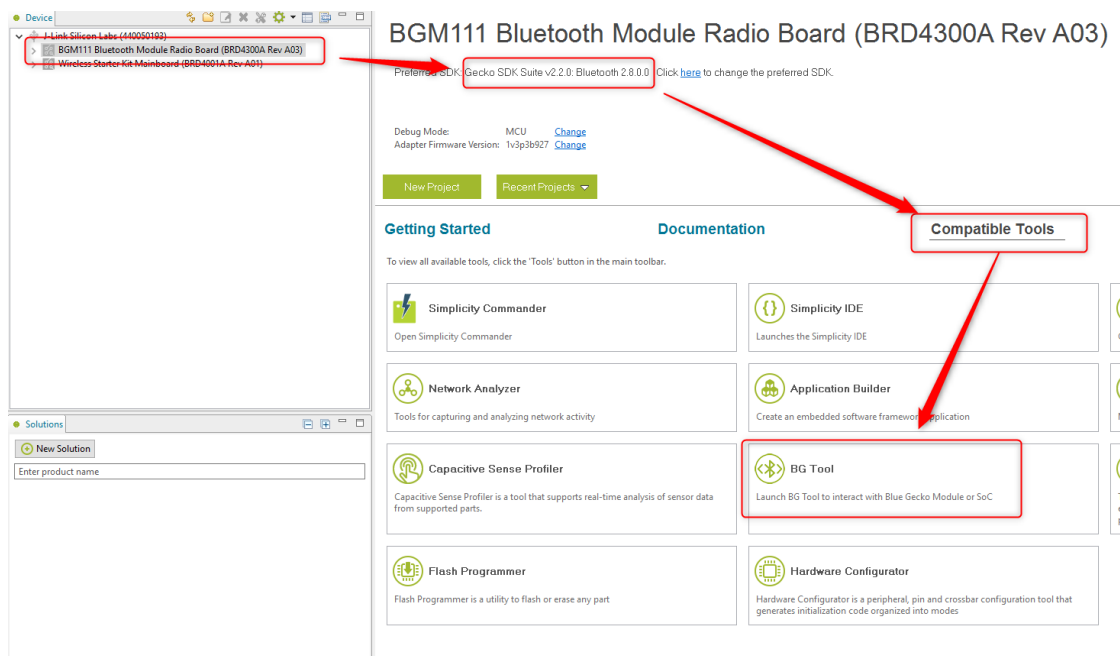 Device
J-Link Silicon Labs (440050193)
BGM111 Bluetooth Module Radio Board (BRD4300A Rev A03)
Wireless Starter Kit Mainboard (BRD4001A Rev A01)
BGM111 Bluetooth Module Radio Board (BRD4300A Rev A03)
Preferred SDK: Gecko SDK Suite v2.2.0: Bluetooth 2.8.0.0 Click here to change the preferred SDK.
Debug Mode: MCU Change
Adapter Firmware Version: 1v3p3b927 Change
New Project Recent Projects
Getting Started Documentation Compatible Tools
To view all available tools, click the 'Tools' button in the main toolbar.
Simplicity Commander
Open Simplicity Commander
Simplicity IDE
Launches the Simplicity IDE
Network Analyzer
Tools for capturing and analyzing network activity
Application Builder
Create an embedded software framework application
Capacitive Sense Profiler
Capacitive Sense Profiler is a tool that supports real-time analysis of sensor data
from supported parts.
BG Tool
Launch BG Tool to interact with Blue Gecko Module or SoC
Flash Programmer
Flash Programmer is a utility to flash or erase any part
Hardware Configurator
Hardware Configurator is a peripheral, pin and crossbar configuration tool that
generates initialization code organized into modes
Solutions
New Solution
Enter product name